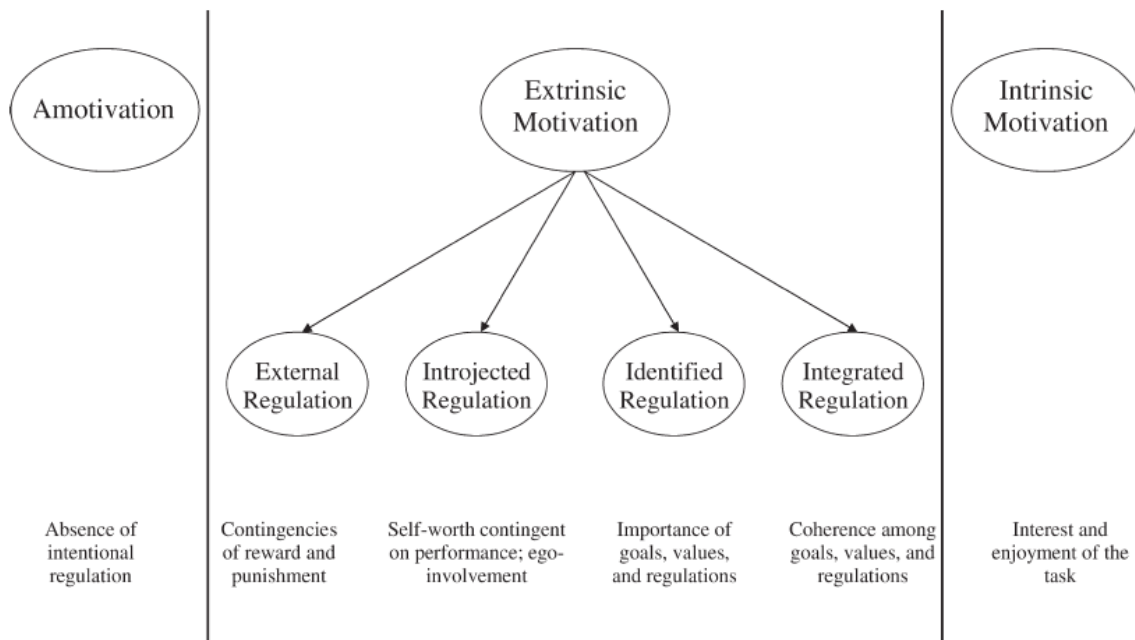 Amotivation
Extrinsic
Motivation
Intrinsic
Motivation
External
Regulation
Introjected
Regulation
Identified
Regulation
Integrated
Regulation
Absence of
intentional
regulation
Contingencies
of reward and
punishment
Self-worth contingent
on performance; ego-
involvement
Importance of
goals, values,
and regulations
Coherence among
goals, values, and
regulations
Interest and
enjoyment of the
task